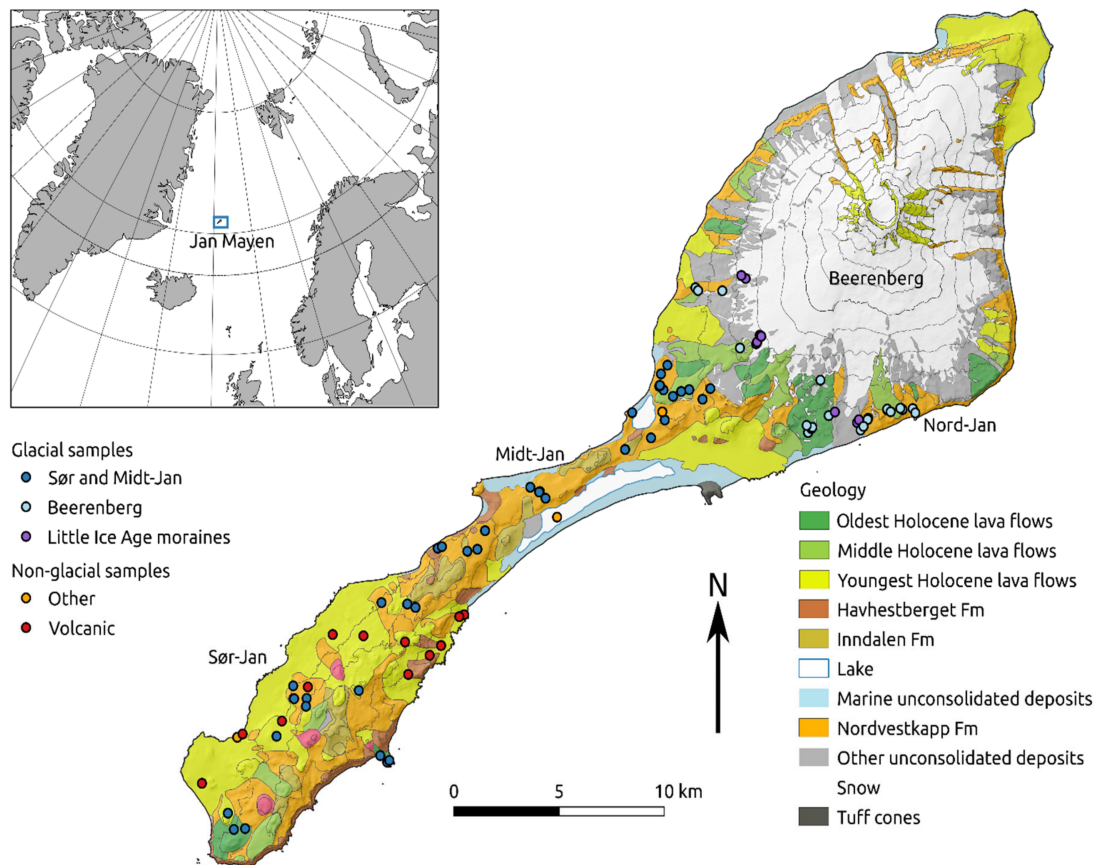 Jan Mayen
Beerenberg
Nord-Jan
Midt-Jan
Sør-Jan
Glacial samples
Sør and Midt-Jan
Beerenberg
Little Ice Age moraines
Non-glacial samples
Other
Volcanic
N
0 5 10 km
Geology
Oldest Holocene lava flows
Middle Holocene lava flows
Youngest Holocene lava flows
Havhestberget Fm
Inndalen Fm
Lake
Marine unconsolidated deposits
Nordvestkapp Fm
Other unconsolidated deposits
Snow
Tuff cones